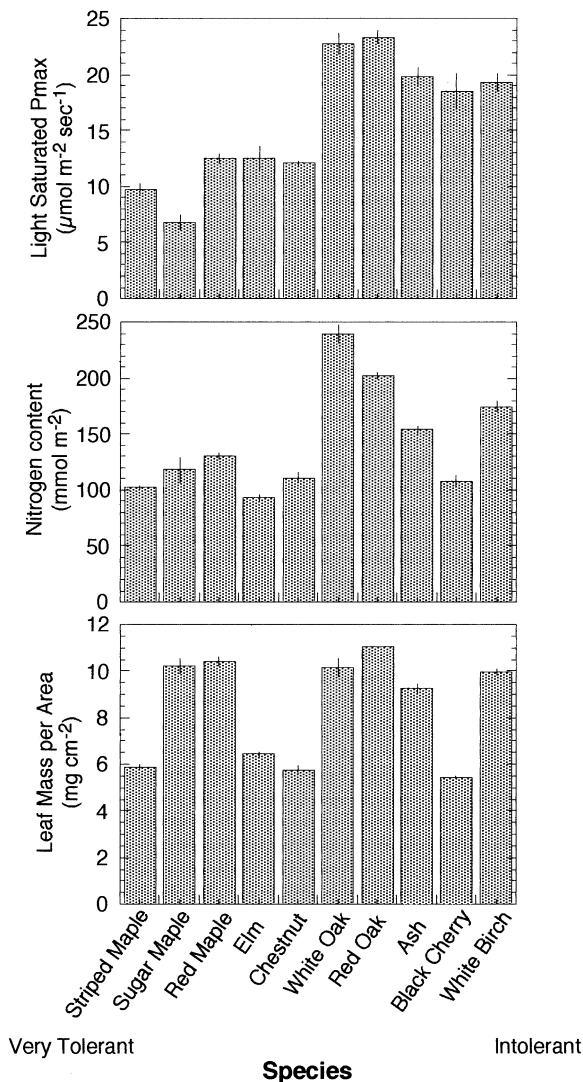 Light Saturated Pmax
(µmol m-2 sec-1)
25
20
15
10
5
0
Nitrogen content
(mmol m-2)
250
200
150
100
50
0
Leaf Mass per Area
(mg cm-2)
12
10
8
6
4
2
0
Striped Maple
Sugar Maple
Red Maple
Elm
Chestnut
White Oak
Red Oak
Ash
Black Cherry
White Birch
Very Tolerant
Intolerant
Species